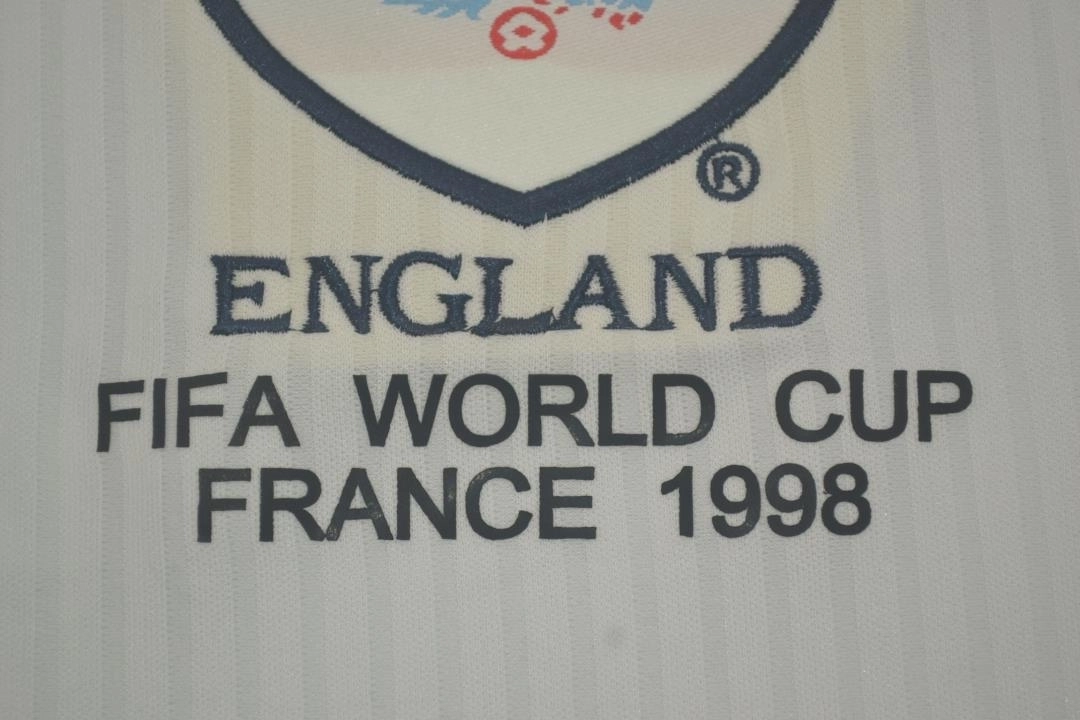 ®
ENGLAND
FIFA WORLD CUP
FRANCE 1998